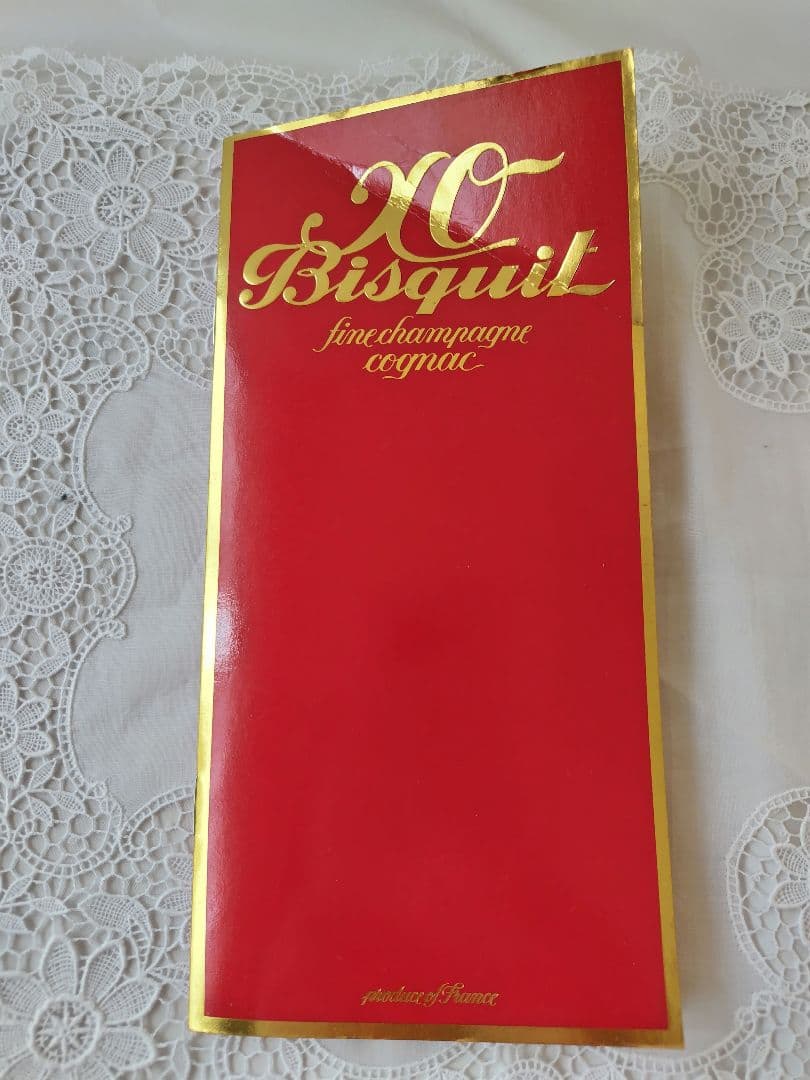 XO
Bisquit
fine champagne
cognac
produce of France